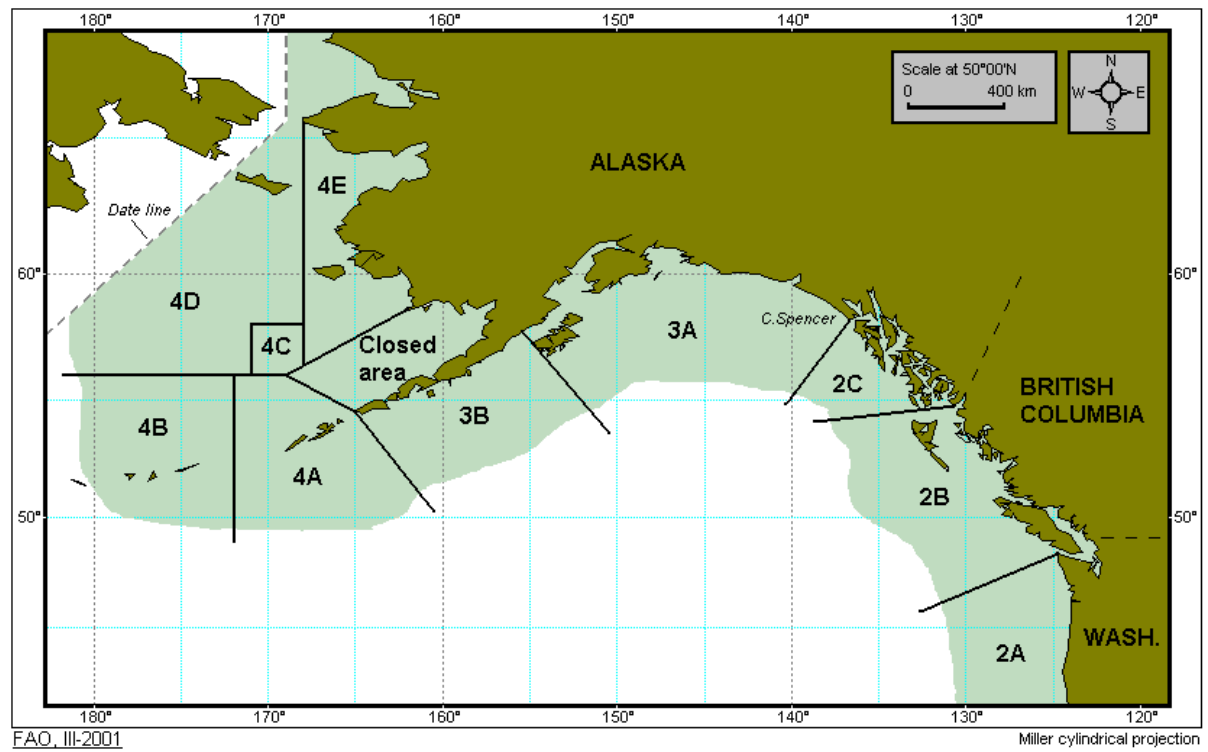 180° 170° 160° 150° 140° 130° 120°
Scale at 50°00'N
0 400 km
N
W E
S
ALASKA
4E
Date line
60° 60°
4D
C.Spencer
3A
4C
Closed
area
2C
BRITISH
COLUMBIA
3B
4B
4A
2B
50° 50°
WASH.
2A
180° 170° 160° 150° 140° 130° 120°
FAO, III-2001
Miller cylindrical projection